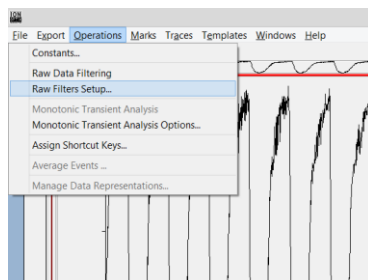 File Export Operations Marks Traces Templates Windows Help
Constants...
Raw Data Filtering
Raw Filters Setup...
Monotonic Transient Analysis
Monotonic Transient Analysis Options...
Assign Shortcut Keys...
Average Events ...
Manage Data Representations...